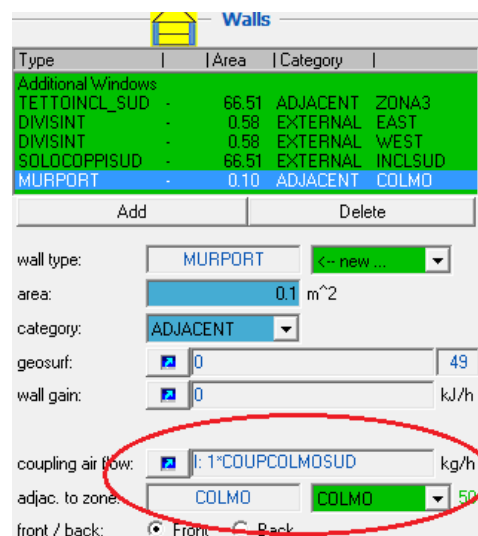 Walls
Type | | Area | Category |
Additional Windows
TETTOINCL_SUD - 66.51 ADJACENT ZONA3
DIVISINT - 0.58 EXTERNAL EAST
DIVISINT - 0.58 EXTERNAL WEST
SOLOCOPPISUD - 66.51 EXTERNAL INCLSUD
MURPORT - 0.10 ADJACENT COLMO
Add Delete
wall type: MURPORT <-- new ...
area: 0.1 m^2
category: ADJACENT
geosurf: 0 49
wall gain: 0 kJ/h
coupling air flow: I: 1*COUPCOLMOSUD kg/h
adjac. to zone: COLMO COLMO 50
front / back: Front Back